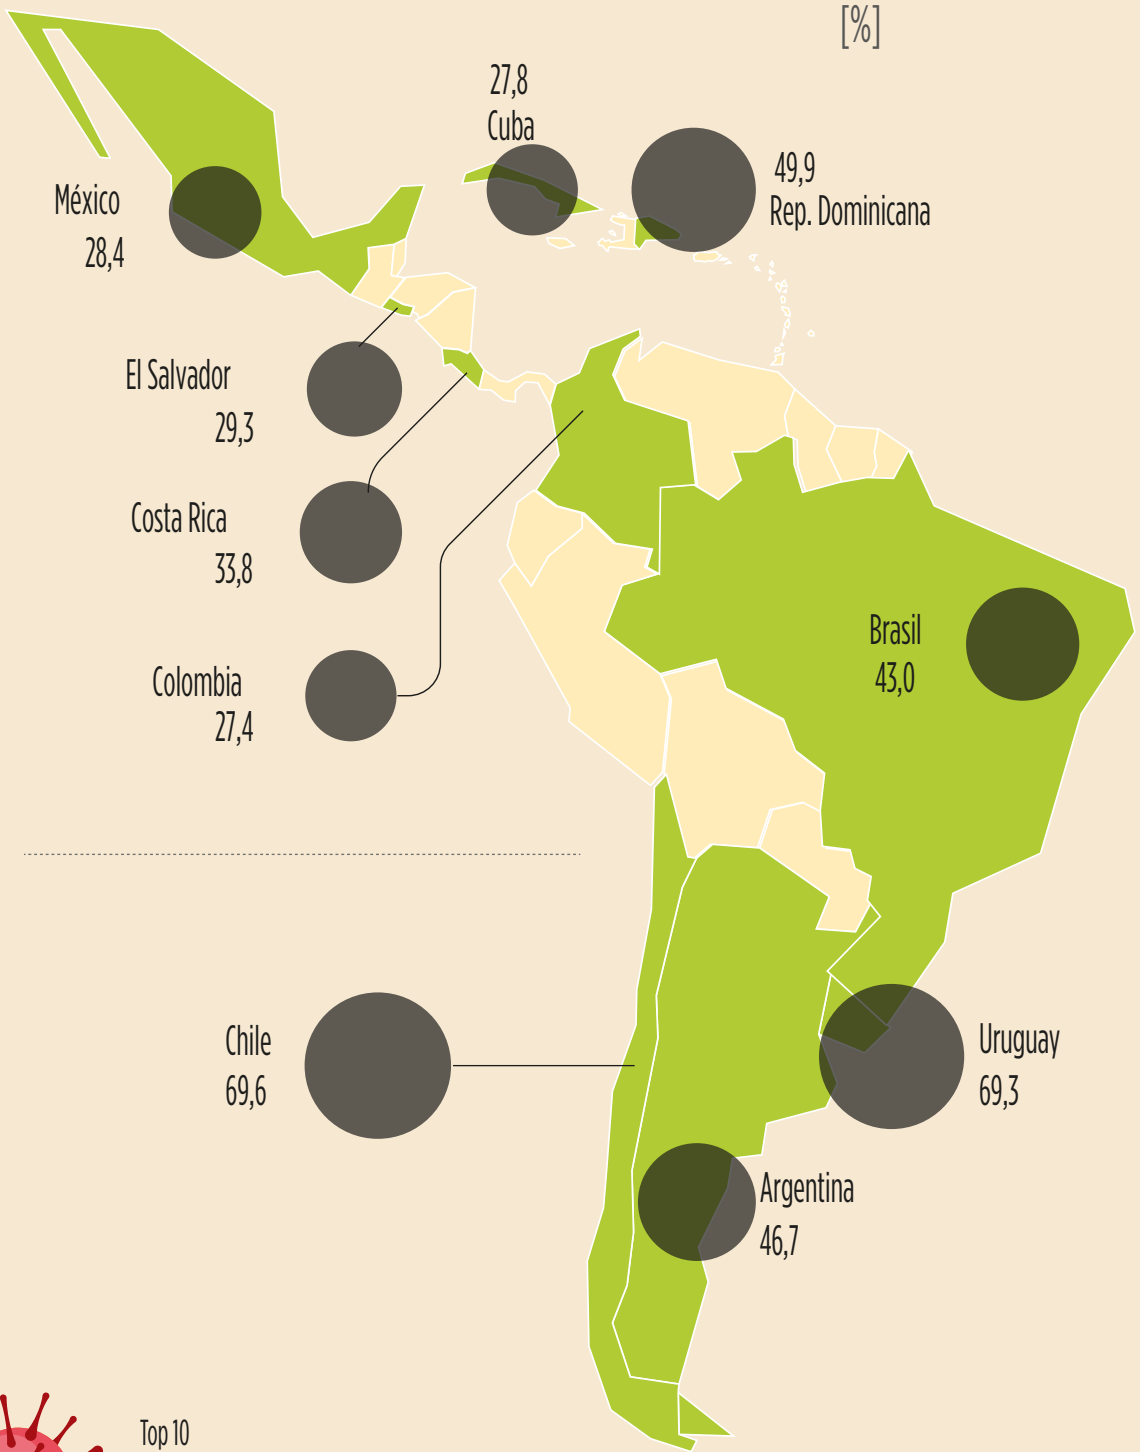 [%]
27,8
Cuba
49,9
Rep. Dominicana
México
28,4
El Salvador
29,3
Costa Rica
33,8
Brasil
43,0
Colombia
27,4
Chile
69,6
Uruguay
69,3
Argentina
46,7
Top 10